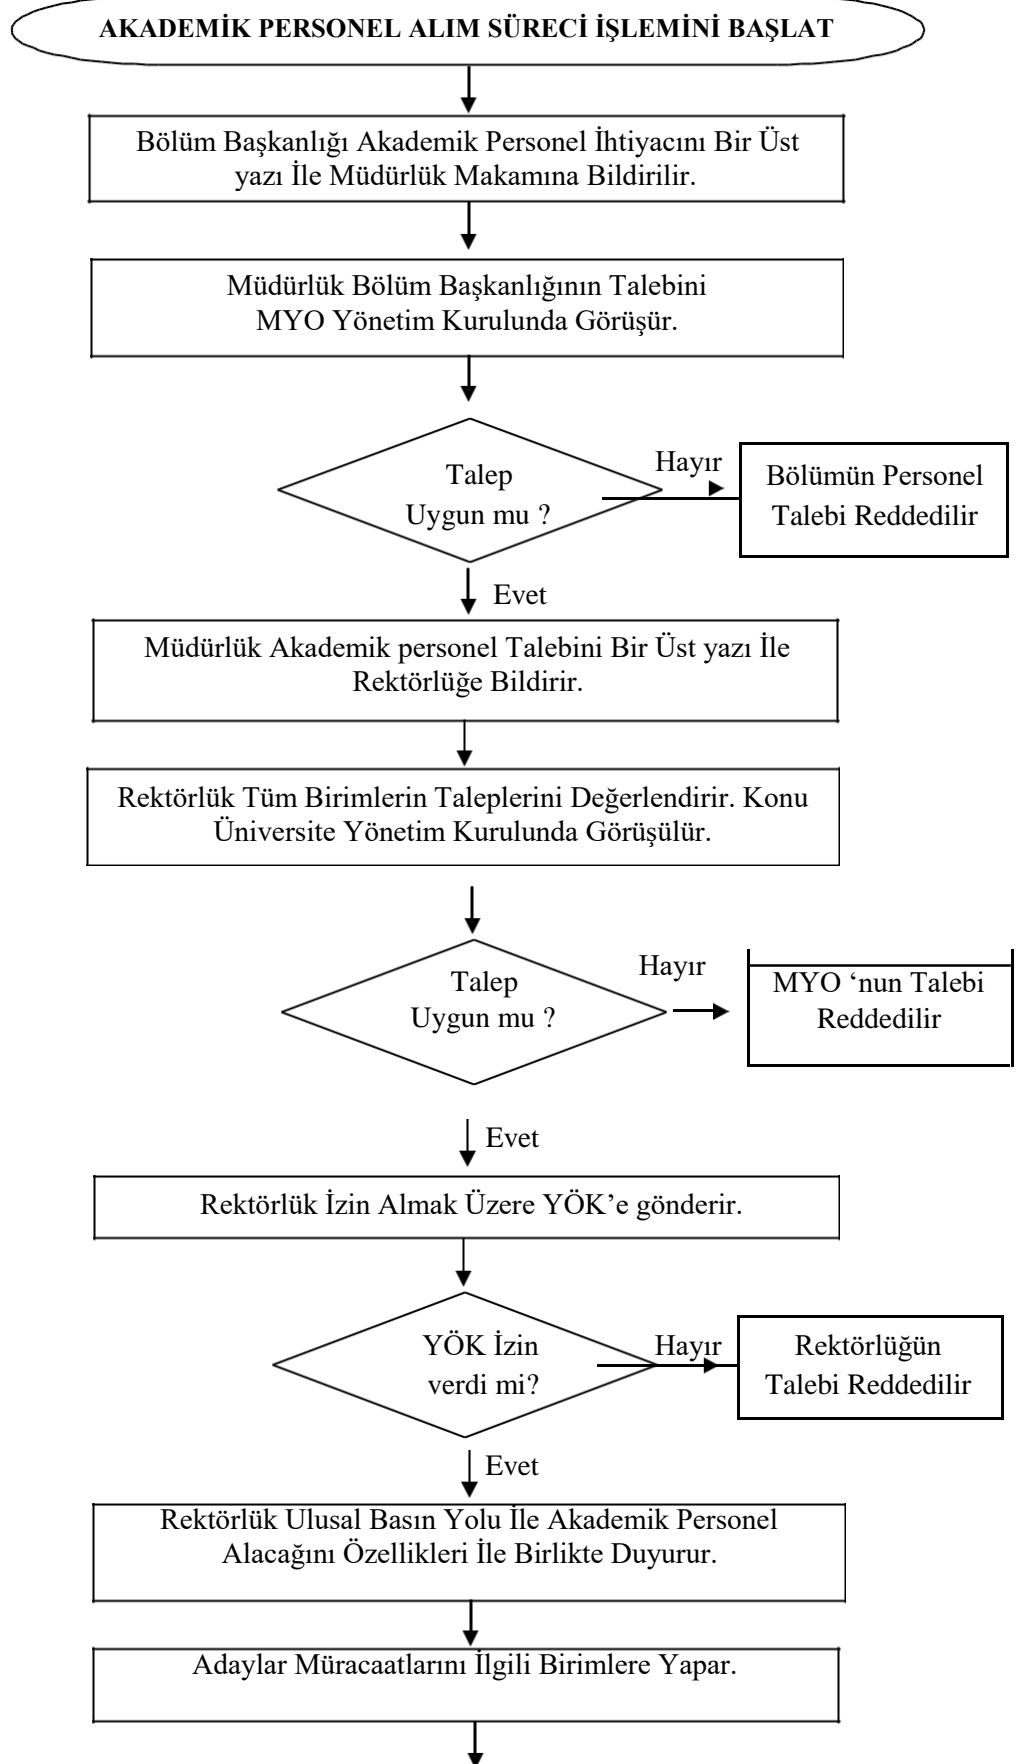 AKADEMİK PERSONEL ALIM SÜRECİ İŞLEMİNİ BAŞLAT
Bölüm Başkanlığı Akademik Personel İhtiyacını Bir Üst
yazı İle Müdürlük Makamına Bildirilir.
Müdürlük Bölüm Başkanlığının Talebini
MYO Yönetim Kurulunda Görüşür.
Talep
Uygun mu ?
Hayır
Bölümün Personel
Talebi Reddedilir
Evet
Müdürlük Akademik personel Talebini Bir Üst yazı İle
Rektörlüğe Bildirir.
Rektörlük Tüm Birimlerin Taleplerini Değerlendirir. Konu
Üniversite Yönetim Kurulunda Görüşülür.
Talep
Uygun mu ?
Hayır
MYO ‘nun Talebi
Reddedilir
Evet
Rektörlük İzin Almak Üzere YÖK’e gönderir.
YÖK İzin
verdi mi?
Hayır
Rektörlüğün
Talebi Reddedilir
Evet
Rektörlük Ulusal Basın Yolu İle Akademik Personel
Alacağını Özellikleri İle Birlikte Duyurur.
Adaylar Müracaatlarını İlgili Birimlere Yapar.